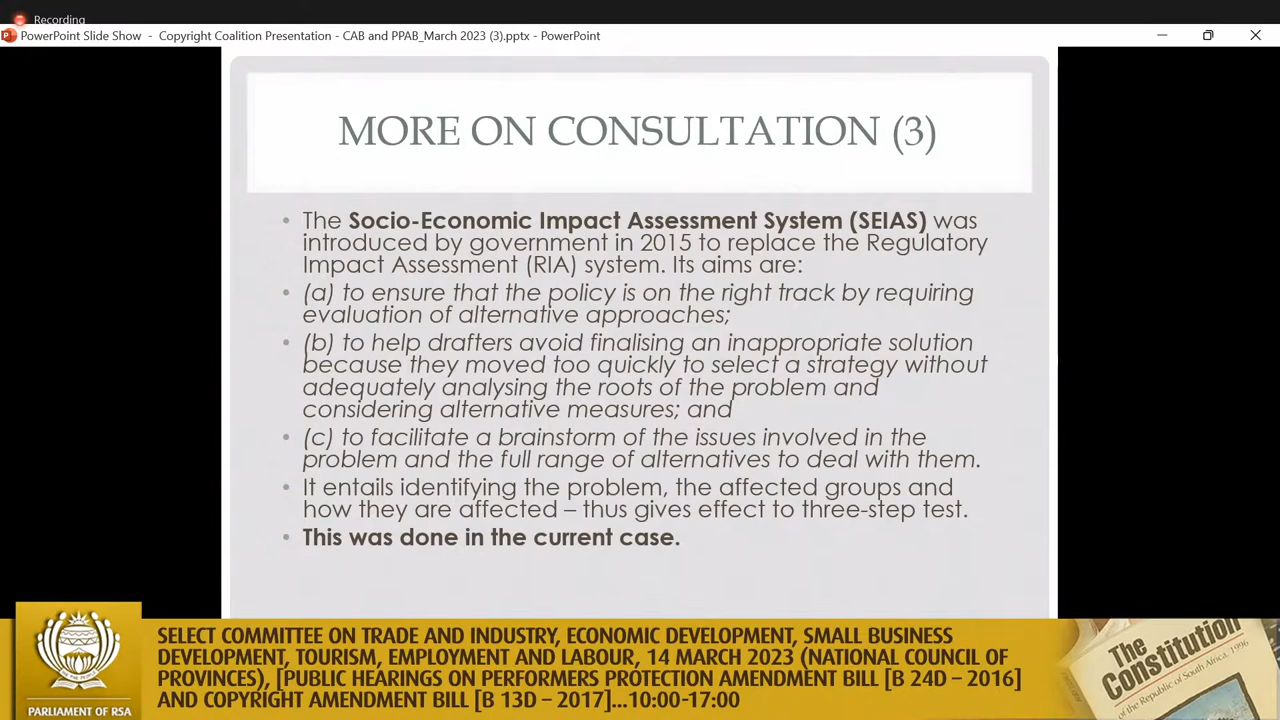 Recording
PowerPoint Slide Show - Copyright Coalition Presentation - CAB and PPAB_March 2023 (3).pptx - PowerPoint
MORE ON CONSULTATION (3)
• The Socio-Economic Impact Assessment System (SEIAS) was
introduced by government in 2015 to replace the Regulatory
Impact Assessment (RIA) system. Its aims are:
• (a) to ensure that the policy is on the right track by requiring
evaluation of alternative approaches;
• (b) to help drafters avoid finalising an inappropriate solution
because they moved too quickly to select a strategy without
adequately analysing the roots of the problem and
considering alternative measures; and
• (c) to facilitate a brainstorm of the issues involved in the
problem and the full range of alternatives to deal with them.
• It entails identifying the problem, the affected groups and
how they are affected – thus gives effect to three-step test.
• This was done in the current case.
SELECT COMMITTEE ON TRADE AND INDUSTRY, ECONOMIC DEVELOPMENT, SMALL BUSINESS
DEVELOPMENT, TOURISM, EMPLOYMENT AND LABOUR, 14 MARCH 2023 (NATIONAL COUNCIL OF
PROVINCES), [PUBLIC HEARINGS ON PERFORMERS PROTECTION AMENDMENT BILL [B 24D – 2016]
AND COPYRIGHT AMENDMENT BILL [B 13D – 2017]...10:00-17:00
PARLIAMENT OF RSA
The
Constitution
of the Republic of South Africa, 1996